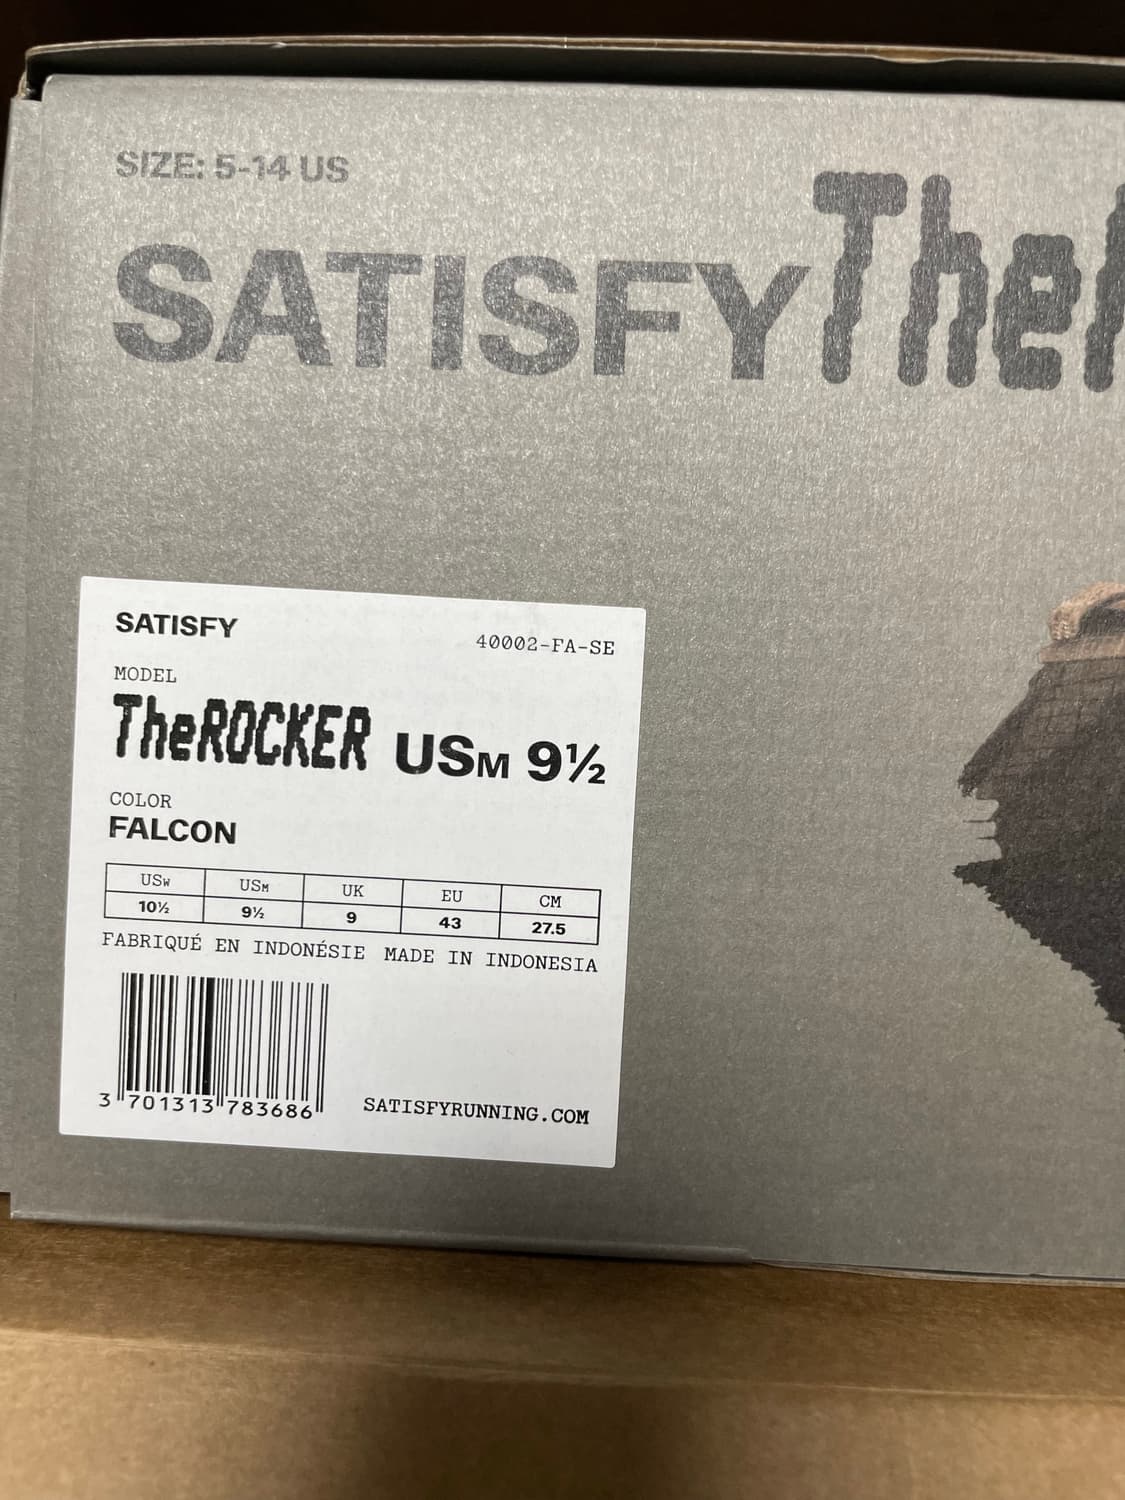 SIZE: 5-14 US
SATISFY The
SATISFY
40002-FA-SE
MODEL
TheROCKER USM 9½
COLOR
FALCON
USW USM UK EU CM
10½ 9½ 9 43 27.5
FABRIQUÉ EN INDONÉSIE MADE IN INDONESIA
3 701313 783686
SATISFYRUNNING.COM